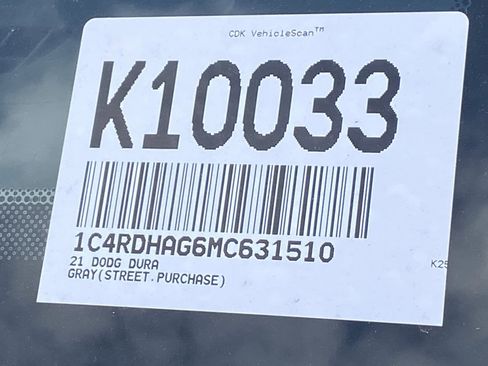 CDK VehicleScan™
K10033
1C4RDHAG6MC631510
21 DODG DURA
GRAY(STREET.PURCHASE)
K25